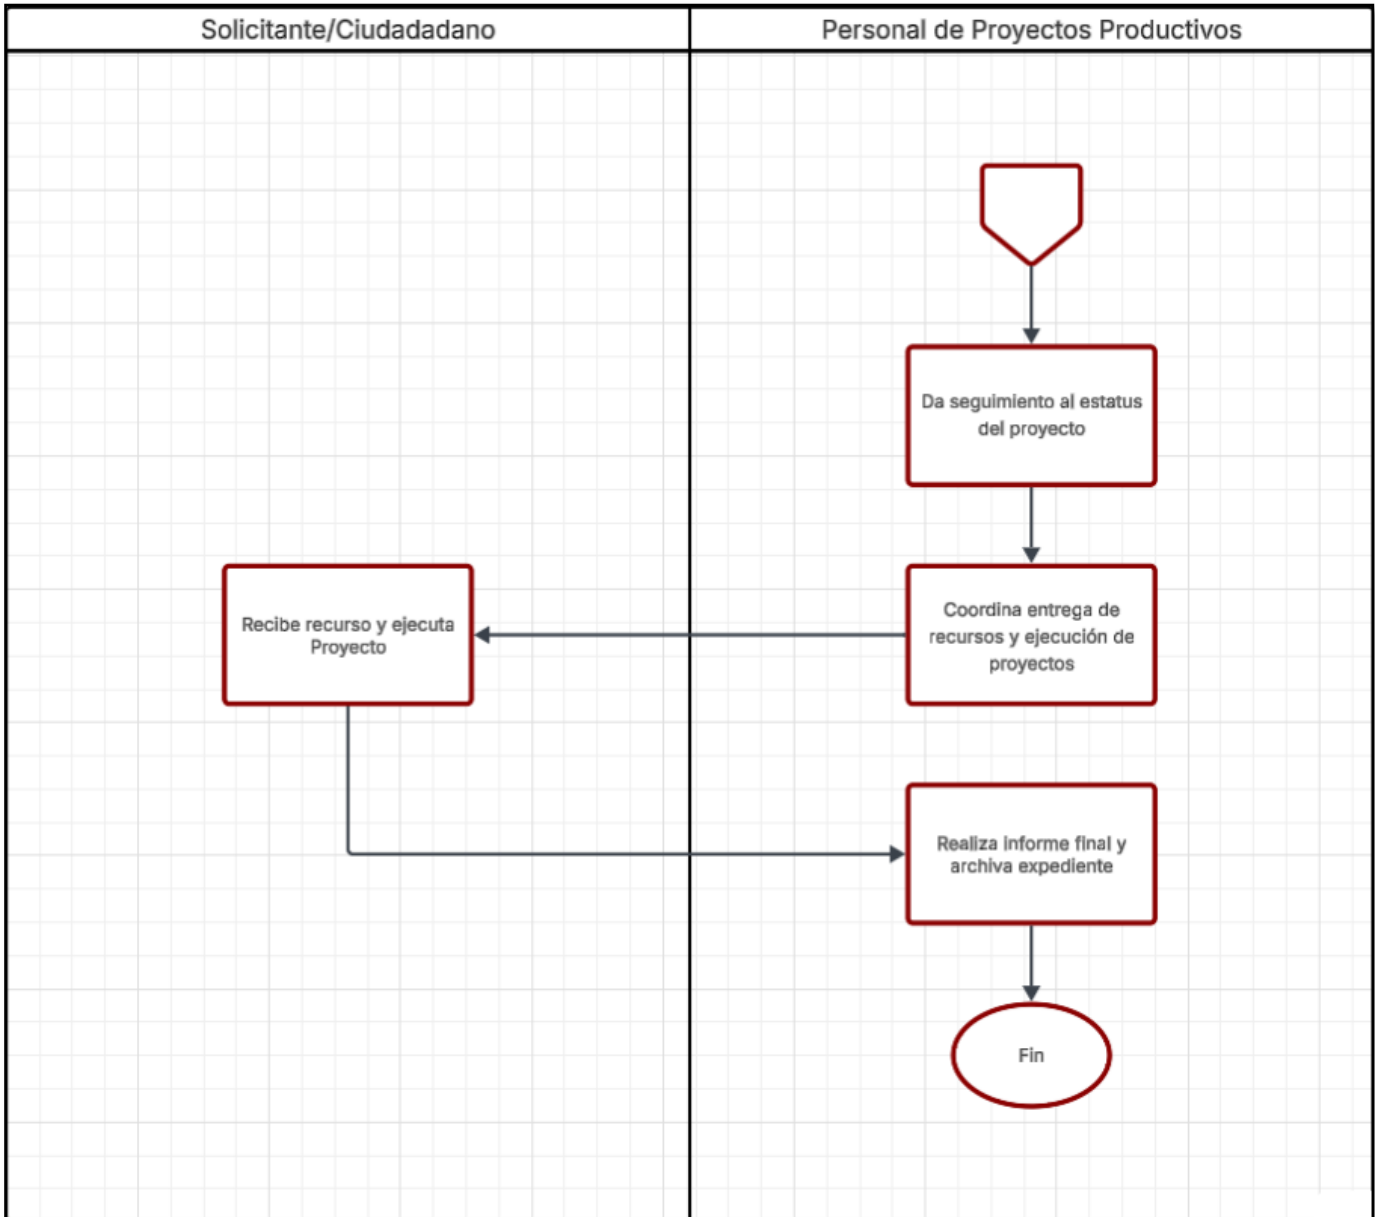 Solicitante/Ciudadadano
Personal de Proyectos Productivos
Da seguimiento al estatus
del proyecto
Coordina entrega de
recursos y ejecución de
proyectos
Recibe recurso y ejecuta
Proyecto
Realiza informe final y
archiva expediente
Fin